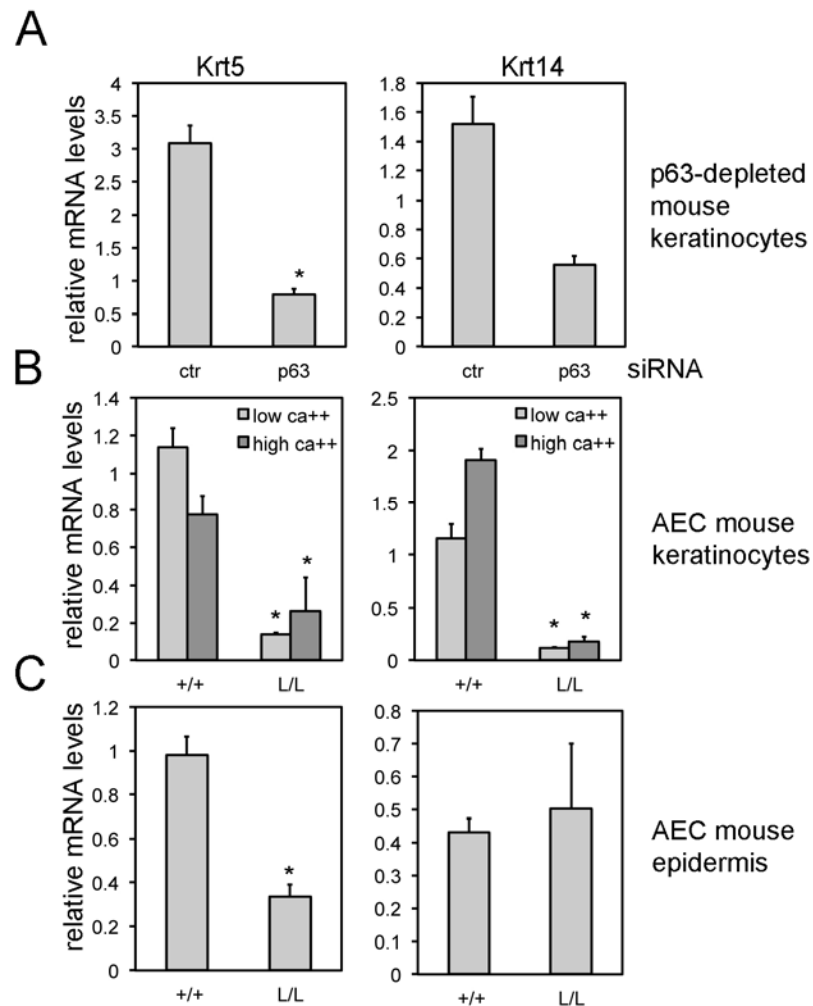 A
Krt5
Krt14
relative mRNA levels
4
3.5
3
2.5
2
1.5
1
0.5
0
*
ctr
p63
1.8
1.6
1.4
1.2
1
0.8
0.6
0.4
0.2
0
ctr
p63
siRNA
p63-depleted
mouse
keratinocytes
B
relative mRNA levels
1.4
1.2
1
0.8
0.6
0.4
0.2
0
low ca++
high ca++
*
*
+/+
L/L
2.5
2
1.5
1
0.5
0
low ca++
high ca++
*
*
+/+
L/L
AEC mouse
keratinocytes
C
relative mRNA levels
1.2
1
0.8
0.6
0.4
0.2
0
*
+/+
L/L
0.8
0.7
0.6
0.5
0.4
0.3
0.2
0.1
0
+/+
L/L
AEC mouse
epidermis